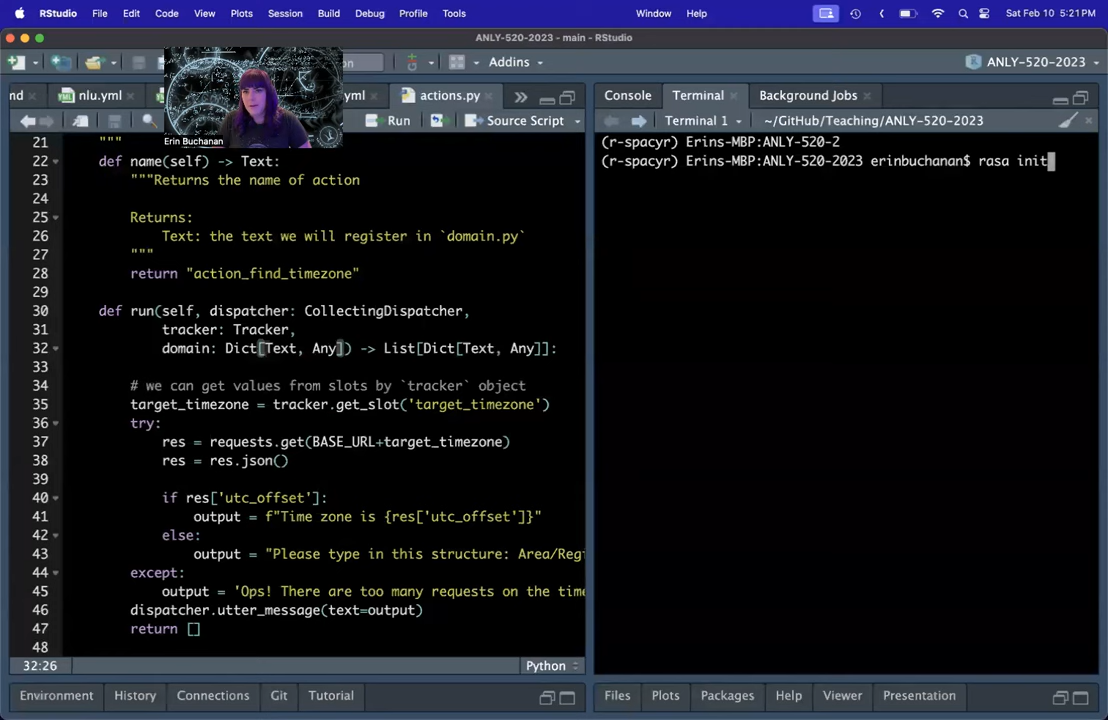 RStudio File Edit Code View Plots Session Build Debug Profile Tools Window Help Sat Feb 10 5:21 PM
ANLY-520-2023 - main - RStudio
Addins ANLY-520-2023
nd nlu.yml yml actions.py
Run Source Script
Erin Buchanan
21 """
22 def name(self) -> Text:
23 """Returns the name of action
24
25 Returns:
26 Text: the text we will register in `domain.py`
27 """
28 return "action_find_timezone"
29
30 def run(self, dispatcher: CollectingDispatcher,
31 tracker: Tracker,
32 domain: Dict[Text, Any]) -> List[Dict[Text, Any]]:
33
34 # we can get values from slots by `tracker` object
35 target_timezone = tracker.get_slot('target_timezone')
36 try:
37 res = requests.get(BASE_URL+target_timezone)
38 res = res.json()
39
40 if res['utc_offset']:
41 output = f"Time zone is {res['utc_offset']}"
42 else:
43 output = "Please type in this structure: Area/Reg
44 except:
45 output = 'Ops! There are too many requests on the time
46 dispatcher.utter_message(text=output)
47 return []
48
32:26 Python
Environment History Connections Git Tutorial
Console Terminal Background Jobs
Terminal 1 ~/GitHub/Teaching/ANLY-520-2023
(r-spacyr) Erins-MBP:ANLY-520-2
(r-spacyr) Erins-MBP:ANLY-520-2023 erinbuchanan$ rasa init
Files Plots Packages Help Viewer Presentation